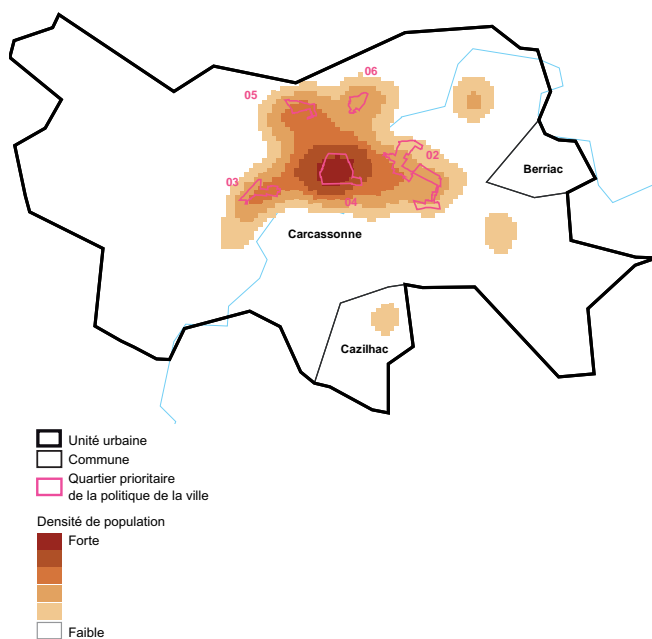 06
05
02
Berriac
03
04
Carcassonne
Cazilhac
Unité urbaine
Commune
Quartier prioritaire
de la politique de la ville
Densité de population
Forte
Faible